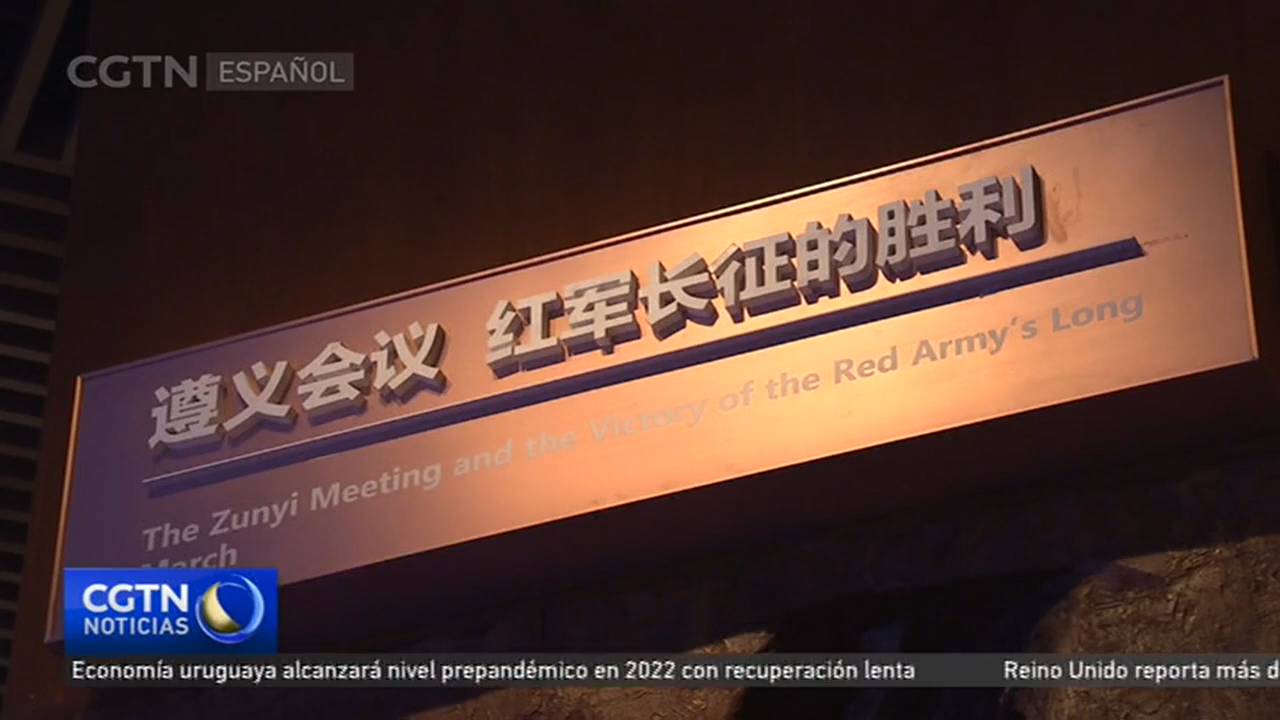 CGTN ESPAÑOL
遵义会议 红军长征的胜利
The Zunyi Meeting and the Victory of the Red Army's Long
March
CGTN
NOTICIAS
Economía uruguaya alcanzará nivel prepandémico en 2022 con recuperación lenta
Reino Unido reporta más d